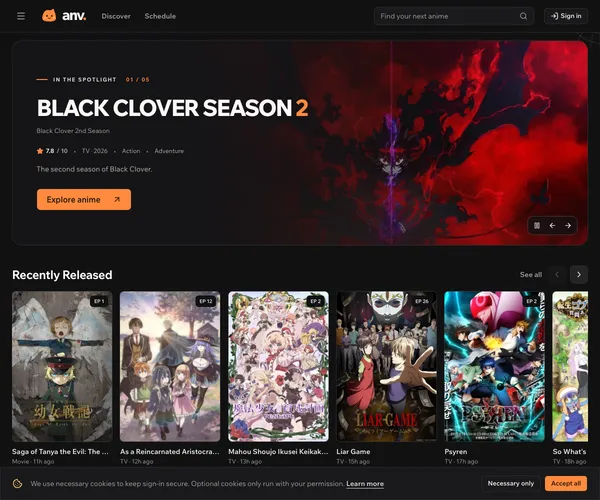 anv.
Discover
Schedule
Find your next anime
Sign in
IN THE SPOTLIGHT 01 / 05
BLACK CLOVER SEASON 2
Black Clover 2nd Season
7.8 / 10 • TV · 2026 • Action • Adventure
The second season of Black Clover.
Explore anime
Recently Released
See all
EP 1
EP 12
EP 2
EP 26
EP 2
幼女戦記
LIAR GAME
PSYREN
Saga of Tanya the Evil: The ...
Movie · 11h ago
As a Reincarnated Aristocra...
TV · 12h ago
Mahou Shoujo Ikusei Keikak...
TV · 13h ago
Liar Game
TV · 15h ago
Psyren
TV · 17h ago
So What's
TV · 18h ago
We use necessary cookies to keep sign-in secure. Optional cookies only run with your permission. Learn more
Necessary only
Accept all